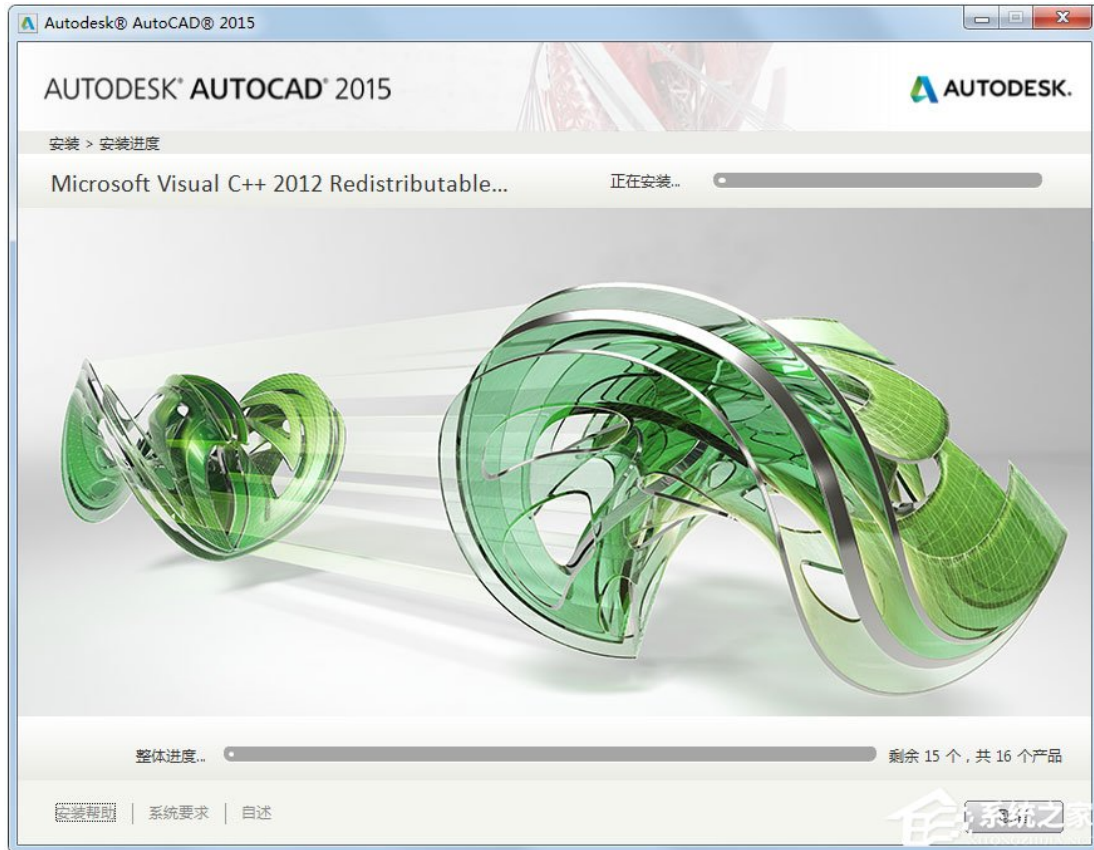 Autodesk® AutoCAD® 2015
AUTODESK® AUTOCAD® 2015
AUTODESK.
安装 > 安装进度
Microsoft Visual C++ 2012 Redistributable...
正在安装...
整体进度...
剩余 15 个，共 16 个产品
安装帮助
系统要求
自述
系统之家